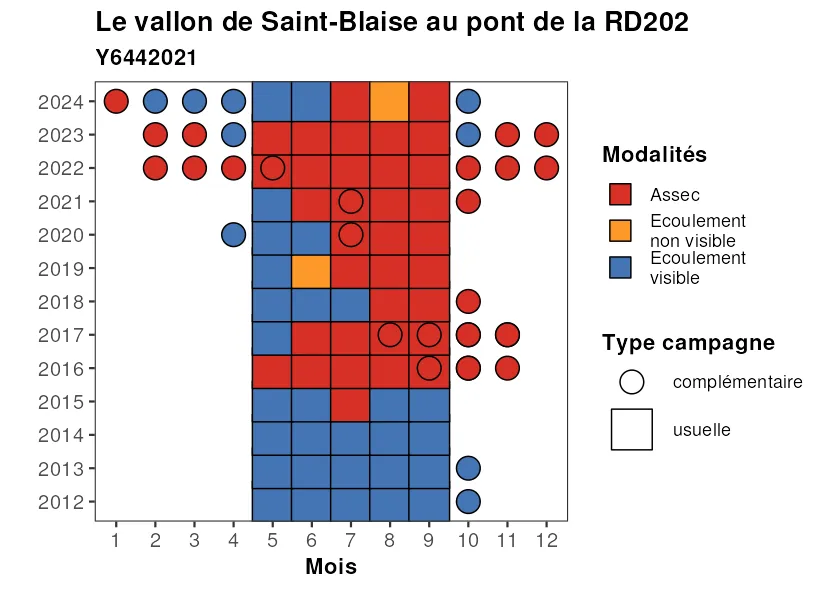 Le vallon de Saint-Blaise au pont de la RD202
Y6442021
2024
2023
2022
2021
2020
2019
2018
2017
2016
2015
2014
2013
2012
1 2 3 4 5 6 7 8 9 10 11 12
Mois
Modalités
Assec
Ecoulement
non visible
Ecoulement
visible
Type campagne
complémentaire
usuelle